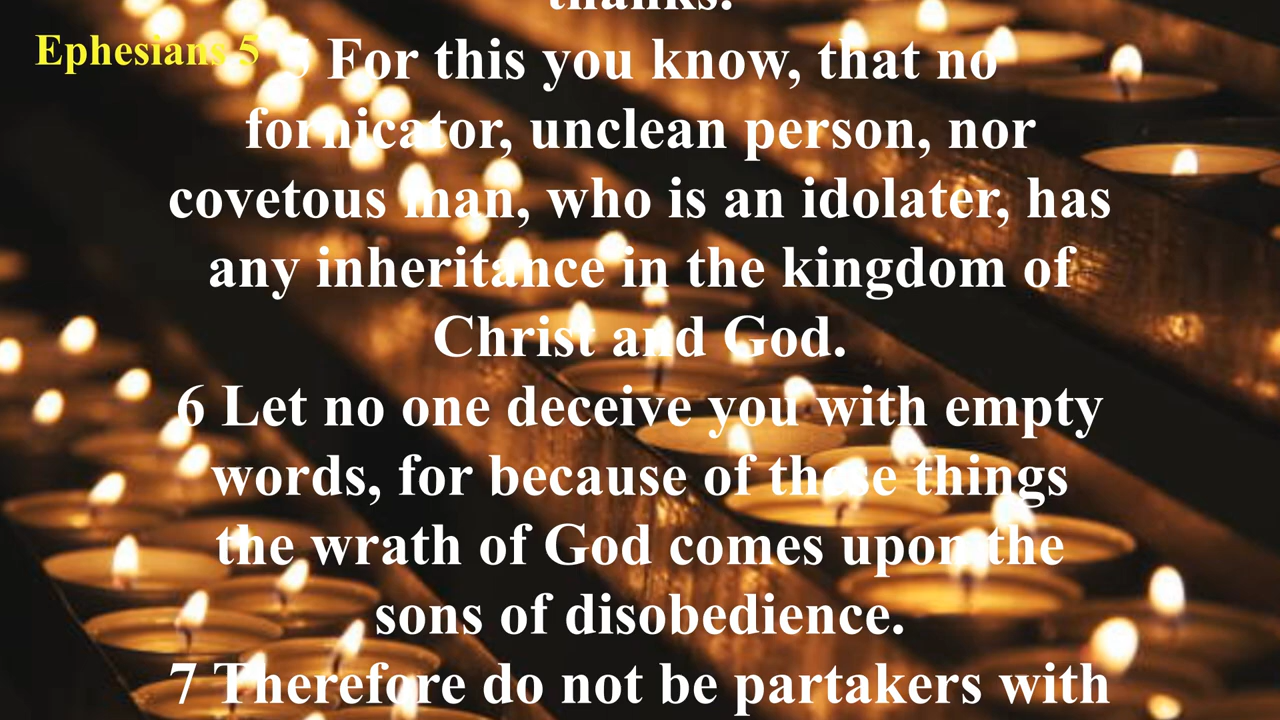 thanks.
Ephesians 5
5 For this you know, that no
fornicator, unclean person, nor
covetous man, who is an idolater, has
any inheritance in the kingdom of
Christ and God.
6 Let no one deceive you with empty
words, for because of these things
the wrath of God comes upon the
sons of disobedience.
7 Therefore do not be partakers with